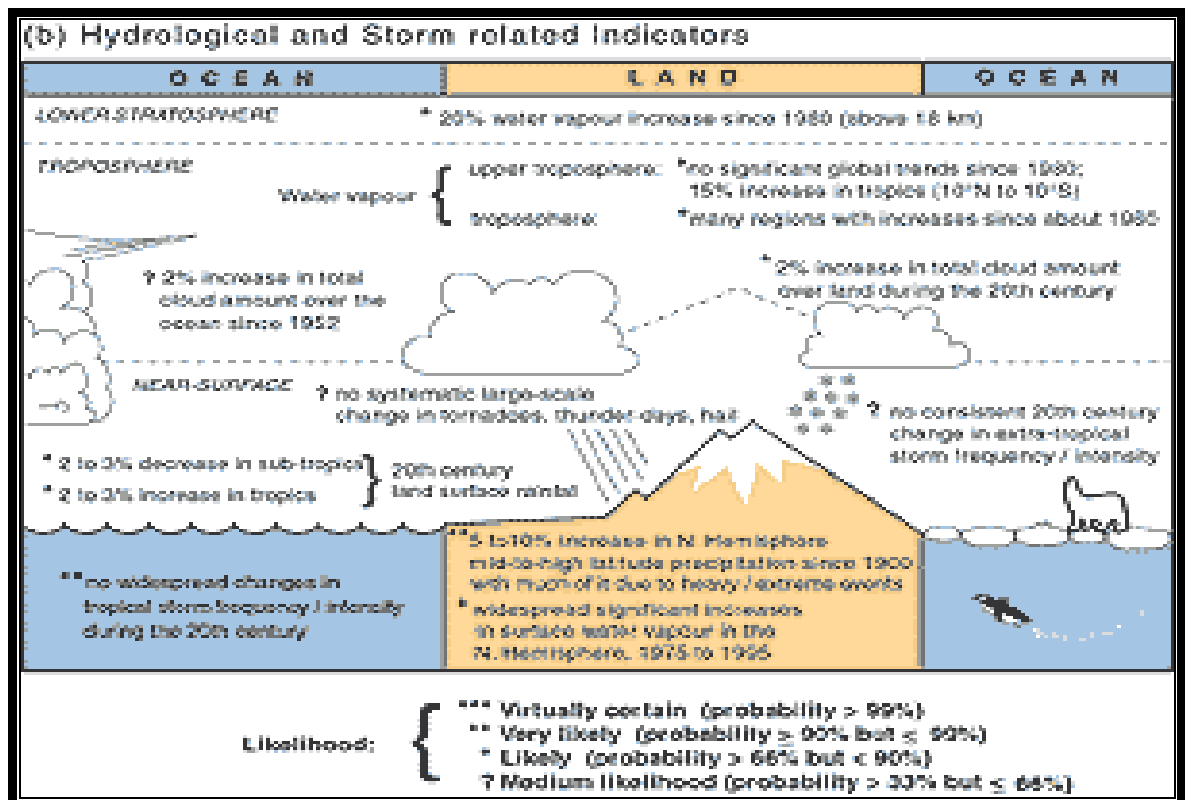 (b) Hydrological and Storm related Indicators
OCEAN LAND OCEAN
LOWER STRATOSPHERE * 20% water vapour increase since 1980 (above 18 km)
TROPOSPHERE
Water vapour
upper troposphere: *no significant global trends since 1980;
15% increase in tropics (10°N to 10°S)
troposphere: *many regions with increases since about 1985
? 2% increase in total
cloud amount over the
ocean since 1952
* 2% increase in total cloud amount
over land during the 20th century
NEAR-SURFACE
? no systematic large-scale
change in tornadoes, thunder-days, hail
? no consistent 20th century
change in extra-tropical
storm frequency / intensity
* 2 to 3% decrease in sub-tropics
* 2 to 3% increase in tropics
20th century
land surface rainfall
** no widespread changes in
tropical storm frequency / intensity
during the 20th century
**5 to 10% increase in N. Hemisphere
mid-to-high latitude precipitation since 1900
with much of it due to heavy / extreme events
* widespread significant increases
in surface water vapour in the
N. Hemisphere, 1975 to 1995
Likelihood:
*** Virtually certain (probability > 99%)
** Very likely (probability ≥ 90% but ≤ 99%)
* Likely (probability > 66% but < 90%)
? Medium likelihood (probability > 33% but ≤ 66%)